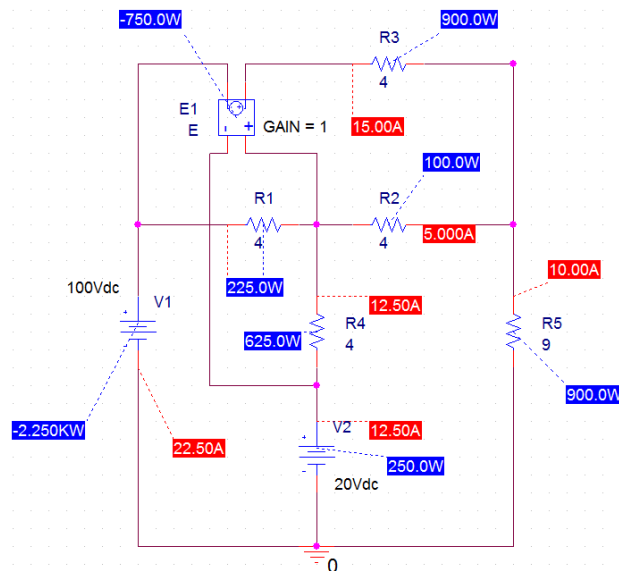 -750.0W
900.0W
R3
4
E1
E
- +
GAIN = 1
15.00A
100.0W
R1
4
R2
4
5.000A
10.00A
100Vdc
+
V1
225.0W
12.50A
R4
4
625.0W
R5
9
900.0W
-2.250KW
22.50A
12.50A
V2
+
250.0W
-
20Vdc
0